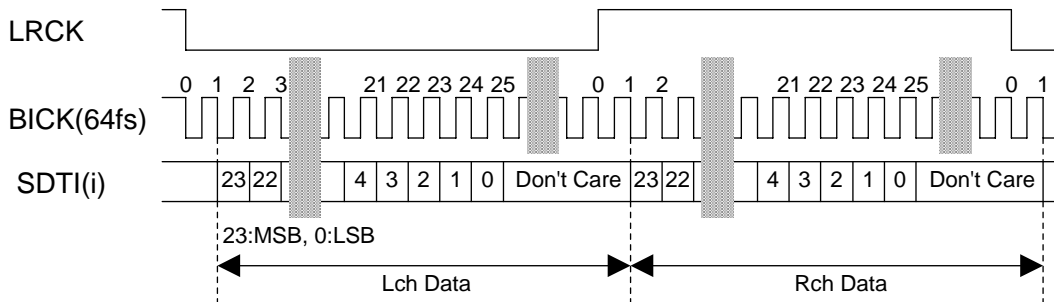 LRCK
0 1 2 3 21 22 23 24 25 0 1 2 21 22 23 24 25 0 1
BICK(64fs)
SDTI(i) 23 22 4 3 2 1 0 Don't Care 23 22 4 3 2 1 0 Don't Care
23:MSB, 0:LSB
Lch Data Rch Data